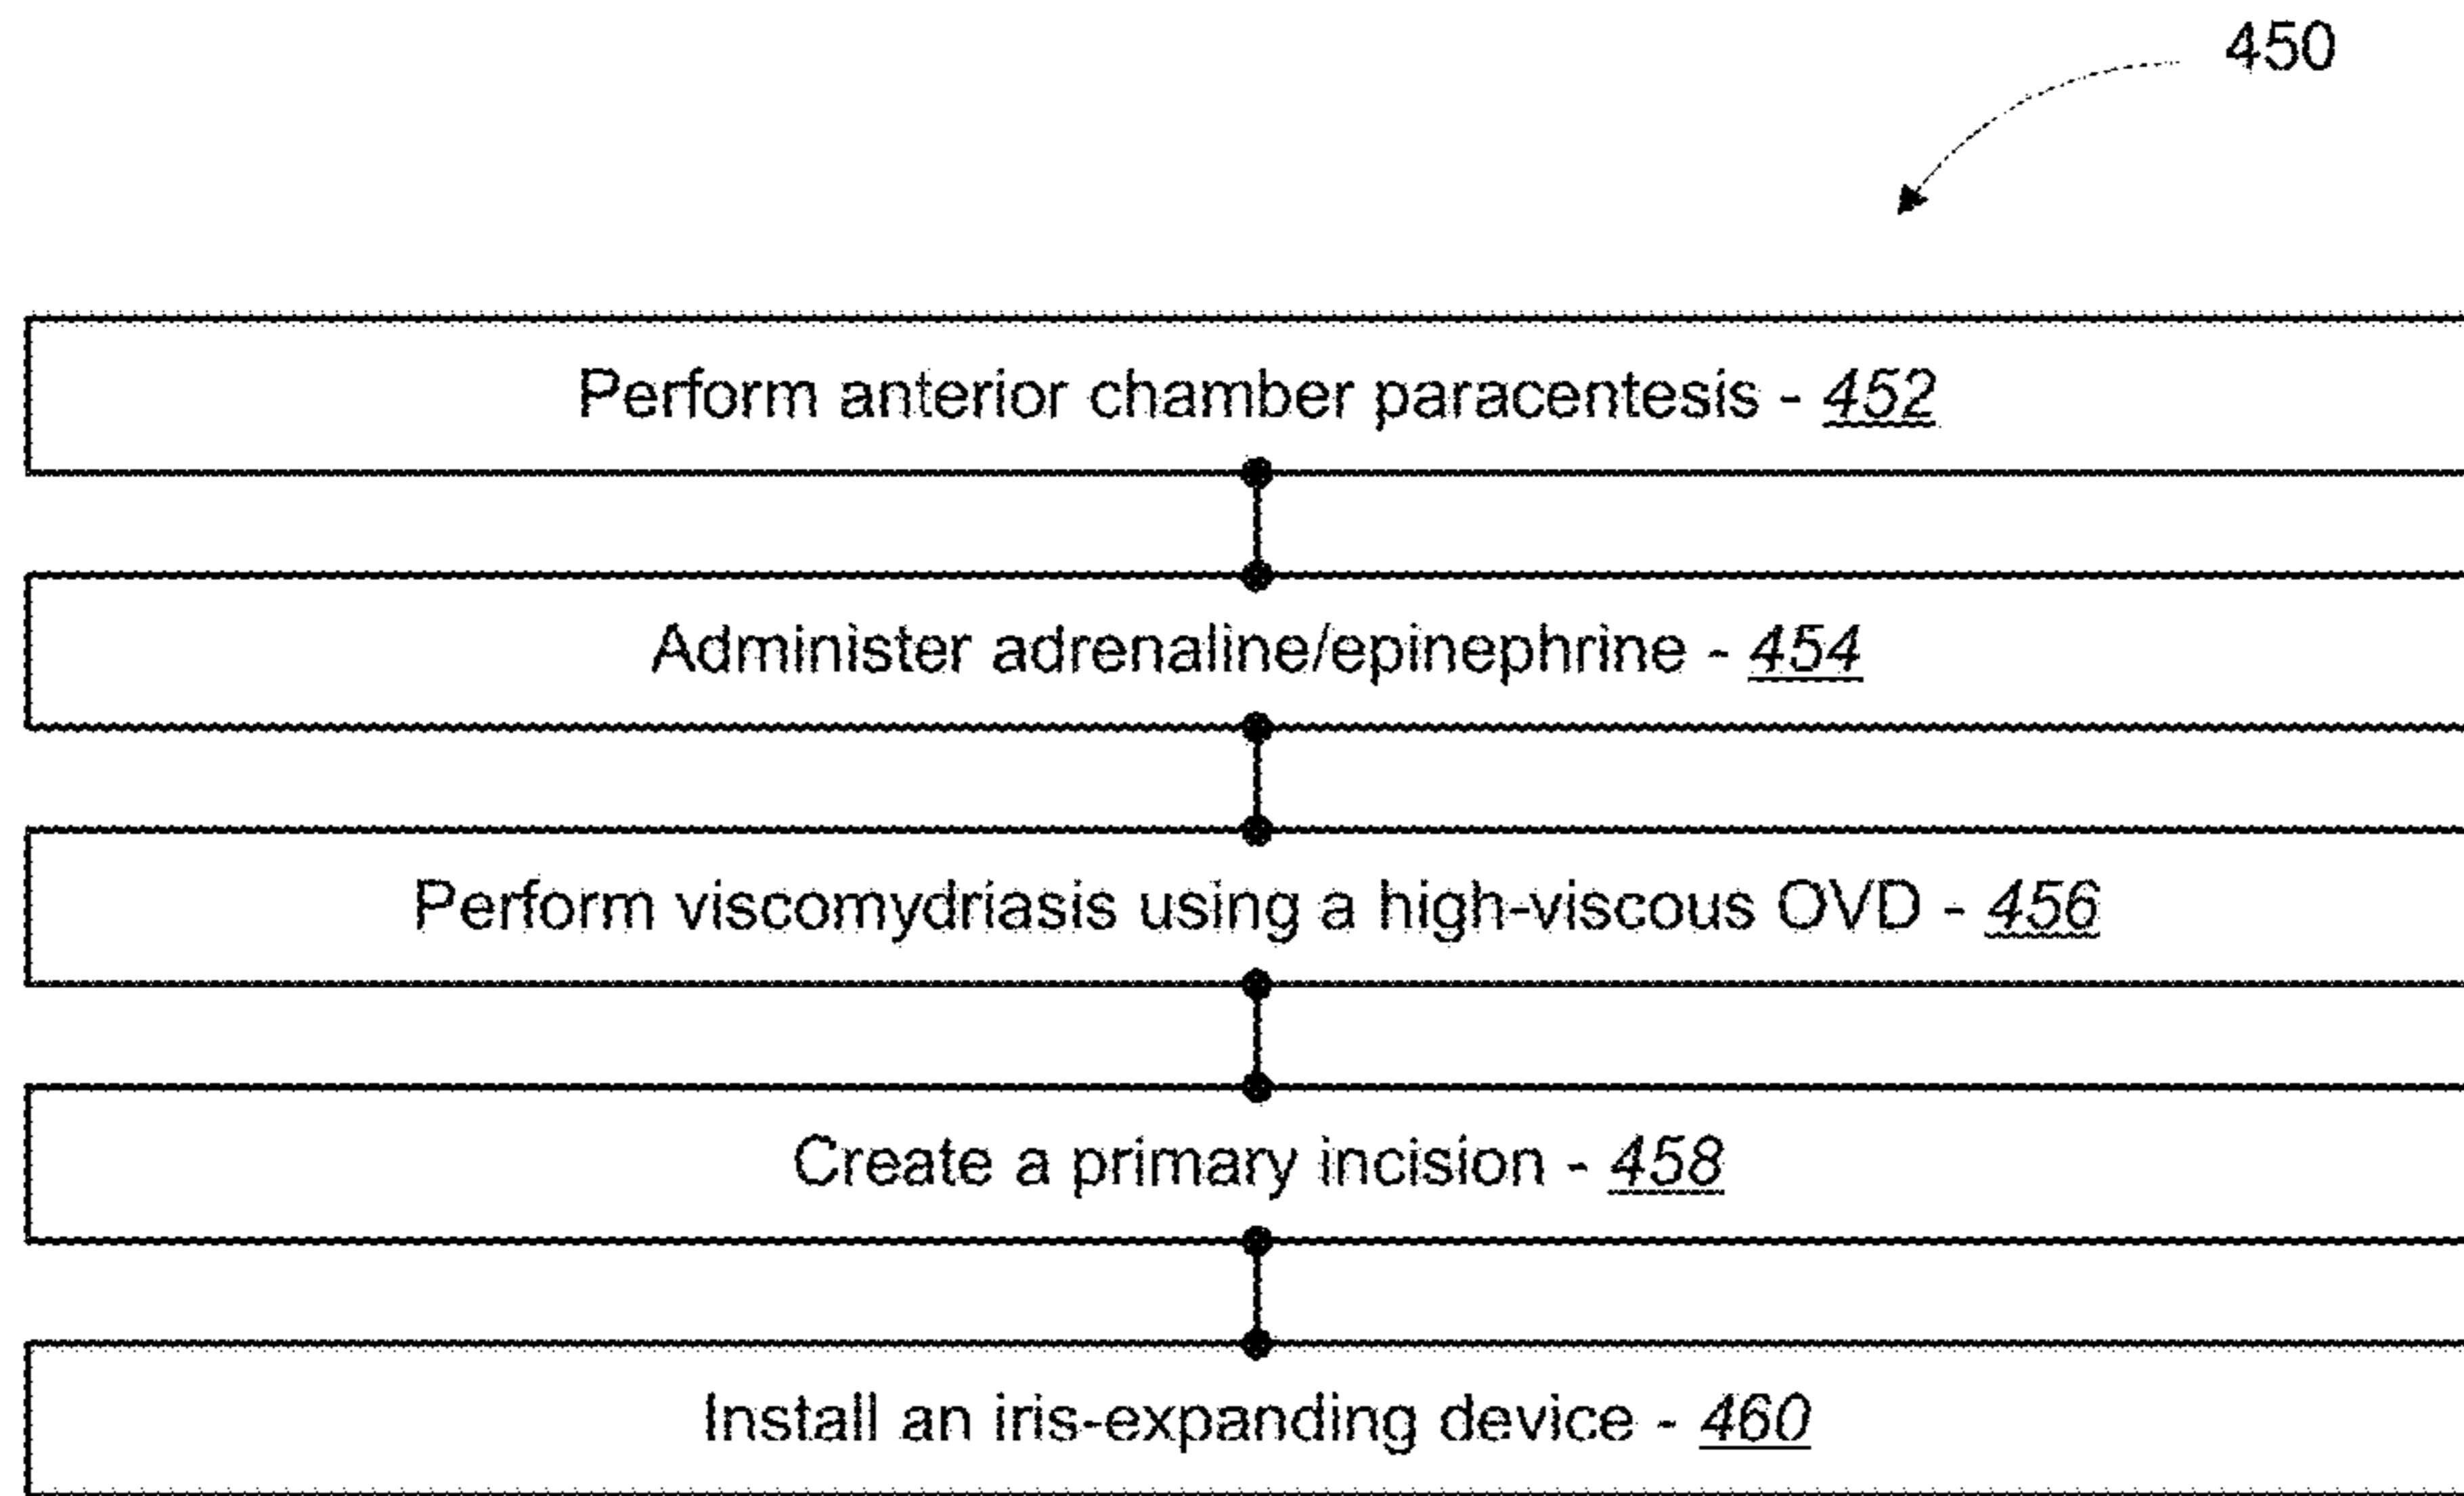 450
Perform anterior chamber paracentesis - 452
Administer adrenaline/epinephrine - 454
Perform viscomydriasis using a high-viscous OVD - 456
Create a primary incision - 458
Install an iris-expanding device - 460